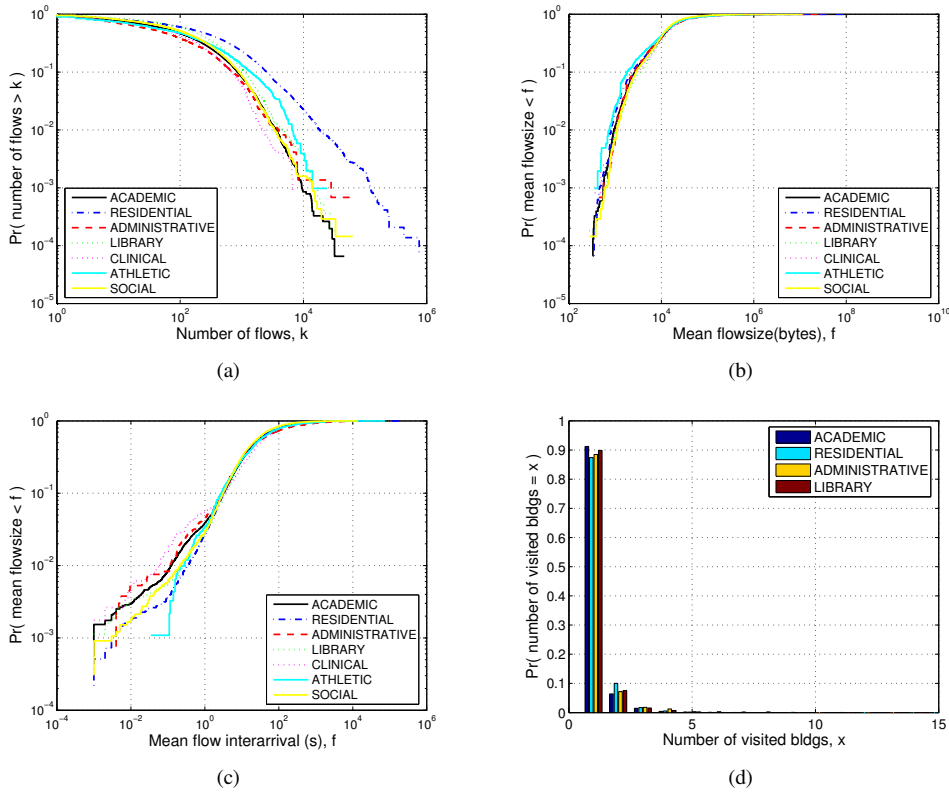 10^0
10^-1
10^-2
10^-3
10^-4
10^-5
Pr( number of flows > k )
ACADEMIC
RESIDENTIAL
ADMINISTRATIVE
LIBRARY
CLINICAL
ATHLETIC
SOCIAL
10^0 10^2 10^4 10^6
Number of flows, k
(a)
10^0
10^-1
10^-2
10^-3
10^-4
10^-5
Pr( mean flowsize < f )
ACADEMIC
RESIDENTIAL
ADMINISTRATIVE
LIBRARY
CLINICAL
ATHLETIC
SOCIAL
10^2 10^4 10^6 10^8 10^10
Mean flowsize(bytes), f
(b)
10^0
10^-1
10^-2
10^-3
10^-4
Pr( mean flowsize < f )
ACADEMIC
RESIDENTIAL
ADMINISTRATIVE
LIBRARY
CLINICAL
ATHLETIC
SOCIAL
10^-4 10^-2 10^0 10^2 10^4 10^6
Mean flow interarrival (s), f
(c)
1
0.9
0.8
0.7
0.6
0.5
0.4
0.3
0.2
0.1
0
Pr( number of visited bldgs = x )
ACADEMIC
RESIDENTIAL
ADMINISTRATIVE
LIBRARY
0 5 10 15
Number of visited bldgs, x
(d)